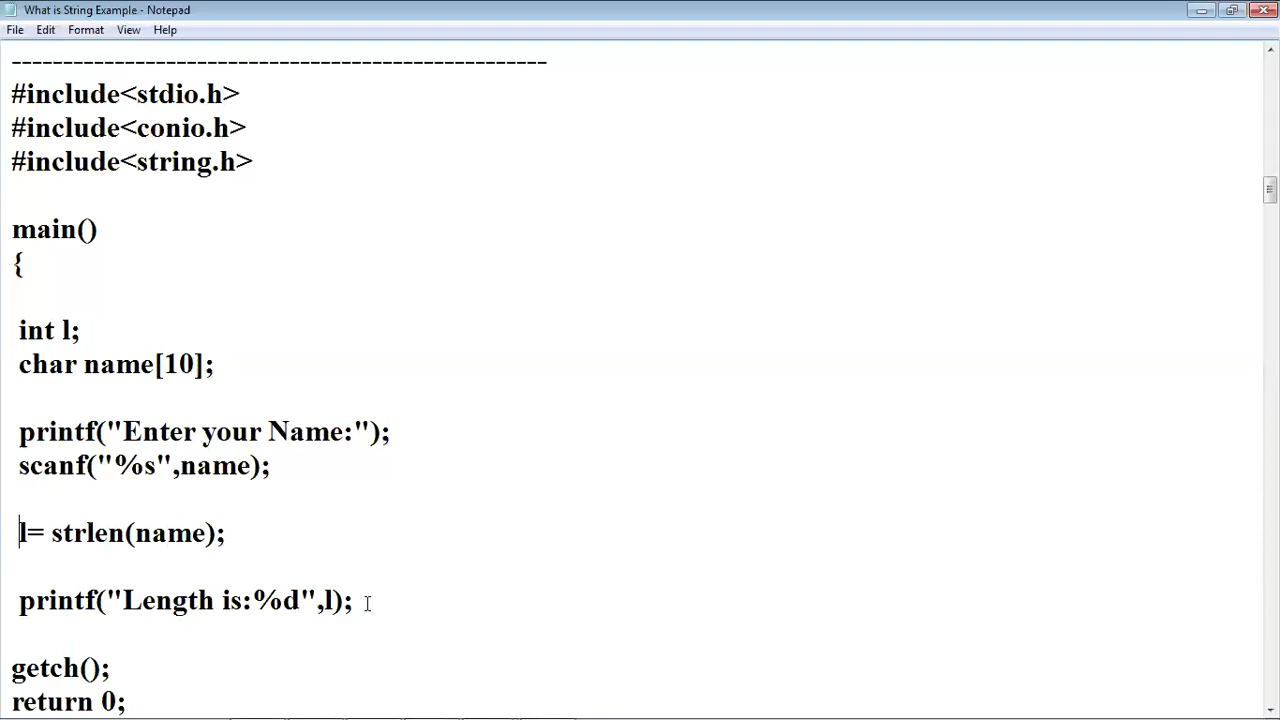 What is String Example - Notepad
File Edit Format View Help
----------------------------------------------------
#include<stdio.h>
#include<conio.h>
#include<string.h>
main()
{
int l;
char name[10];
printf("Enter your Name:");
scanf("%s",name);
l= strlen(name);
printf("Length is:%d",l);
getch();
return 0;